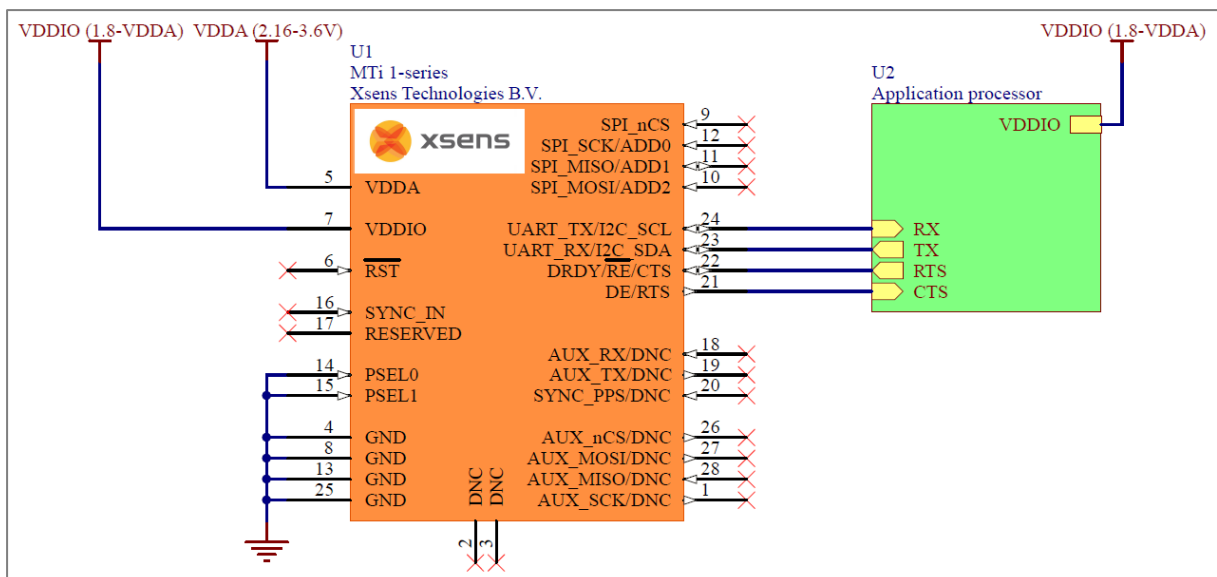 VDDIO (1.8-VDDA) VDDA (2.16-3.6V) VDDIO (1.8-VDDA)
U1
MTi 1-series
Xsens Technologies B.V.
xsens
5 VDDA
7 VDDIO
6 RST
16 SYNC_IN
17 RESERVED
14 PSEL0
15 PSEL1
4 GND
8 GND
13 GND
25 GND
2 DNC
3 DNC
SPI_nCS 9
SPI_SCK/ADD0 12
SPI_MISO/ADD1 11
SPI_MOSI/ADD2 10
UART_TX/I2C_SCL 24
UART_RX/I2C_SDA 23
DRDY/RE/CTS 22
DE/RTS 21
AUX_RX/DNC 18
AUX_TX/DNC 19
SYNC_PPS/DNC 20
AUX_nCS/DNC 26
AUX_MOSI/DNC 27
AUX_MISO/DNC 28
AUX_SCK/DNC 1
U2
Application processor
VDDIO
RX
TX
RTS
CTS